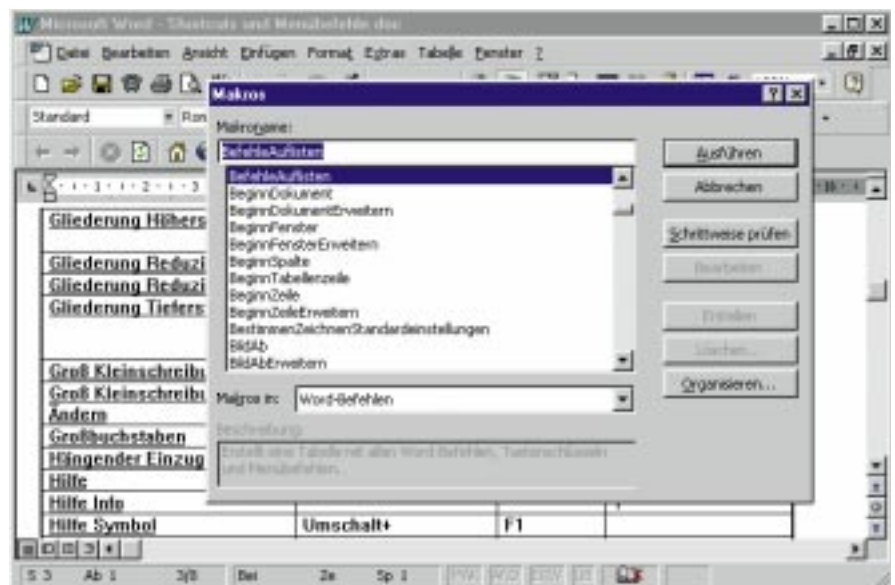 Microsoft Word - Shortcuts und Menübefehle.doc
Datei Bearbeiten Ansicht Einfügen Format Extras Tabelle Fenster ?
Makros
Standard
Ron
Makroname:
BefehleAuflisten
Ausführen
BefehleAuflisten
Abbrechen
BeginnDokument
BeginnDokumentErweitern
BeginnFenster
Schrittweise prüfen
BeginnFensterErweitern
BeginnSpalte
Bearbeiten
BeginnTabellenzeile
BeginnZeile
BeginnZeileErweitern
Erstellen
BestimmenZeichnenStandardeinstellungen
BildAb
Löschen...
BildAbErweitern
Organisieren...
Makros in: Word-Befehlen
Beschreibung:
Erstellt eine Tabelle mit allen Word Befehlen, Tastenschlüsseln
und Menübefehlen.
Gliederung Höhers
Gliederung Reduzi
Gliederung Reduzi
Gliederung Tiefers
Groß Kleinschreibu
Groß Kleinschreibu
Ändern
Großbuchstaben
Hängender Einzug
Hilfe
Hilfe Info
Hilfe Symbol Umschalt+ F1
S 3 Ab 1 3/8 Bei Ze Sp 1